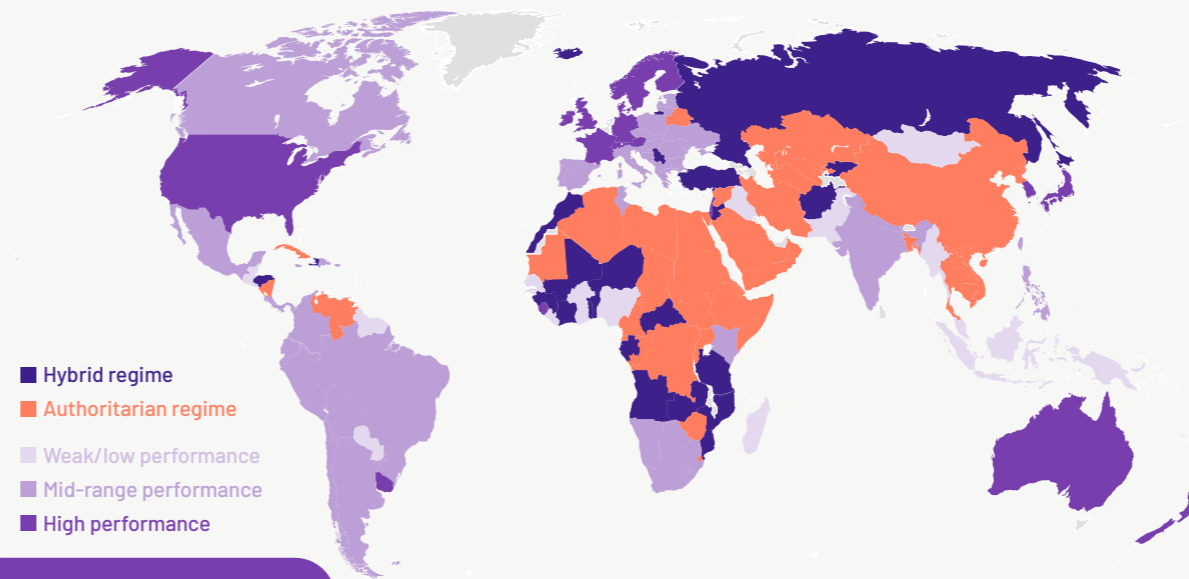 Hybrid regime
Authoritarian regime
Weak/low performance
Mid-range performance
High performance